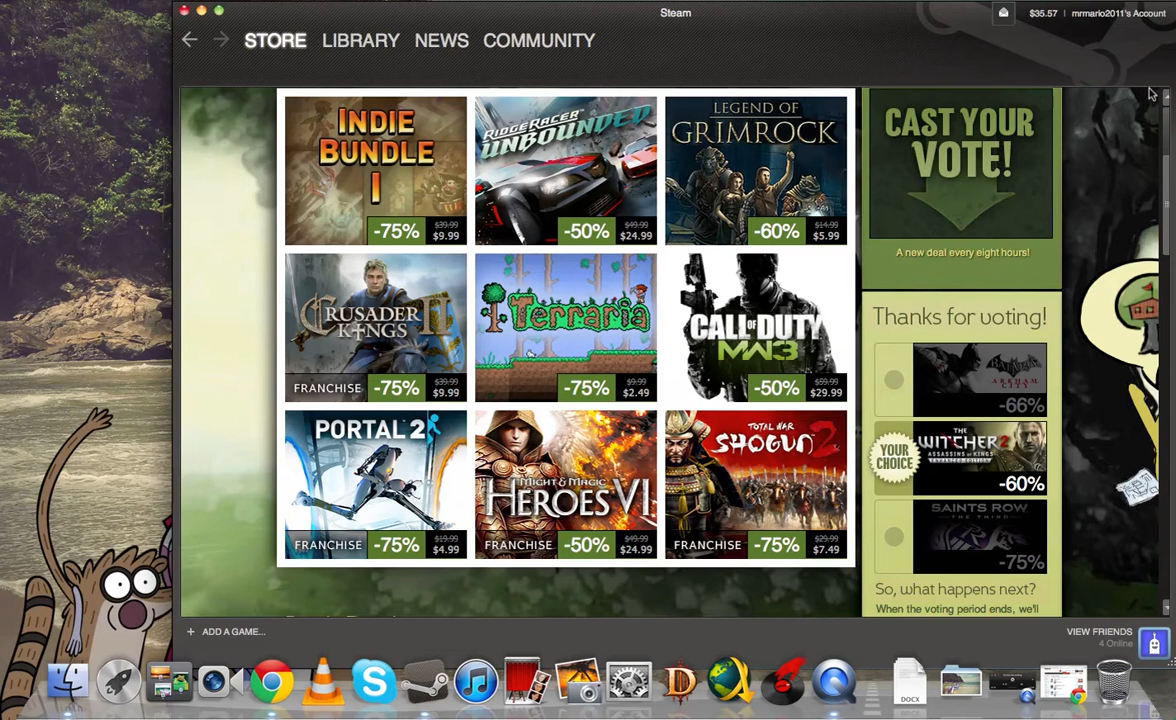 Steam
$35.57 mrmario2011's Account
STORE LIBRARY NEWS COMMUNITY
INDIE
BUNDLE
I
-75% $39.99
$9.99
RIDGE RACER
UNBOUNDED
-50% $49.99
$24.99
LEGEND OF
GRIMROCK
-60% $14.99
$5.99
CRUSADER
KINGS II
FRANCHISE -75% $39.99
$9.99
Terraria
-75% $9.99
$2.49
CALL OF DUTY
MW3
-50% $59.99
$29.99
PORTAL 2
FRANCHISE -75% $19.99
$4.99
MIGHT & MAGIC
HEROES VI
FRANCHISE -50% $49.99
$24.99
TOTAL WAR
SHOGUN 2
FRANCHISE -75% $29.99
$7.49
CAST YOUR
VOTE!
A new deal every eight hours!
Thanks for voting!
BATMAN
ARKHAM
CITY
-66%
YOUR
CHOICE
THE
WITCHER 2
ASSASSINS OF KINGS
ENHANCED EDITION
-60%
SAINTS ROW
THE THIRD
-75%
So, what happens next?
When the voting period ends, we'll
+ ADD A GAME...
VIEW FRIENDS
4 Online
DOCX